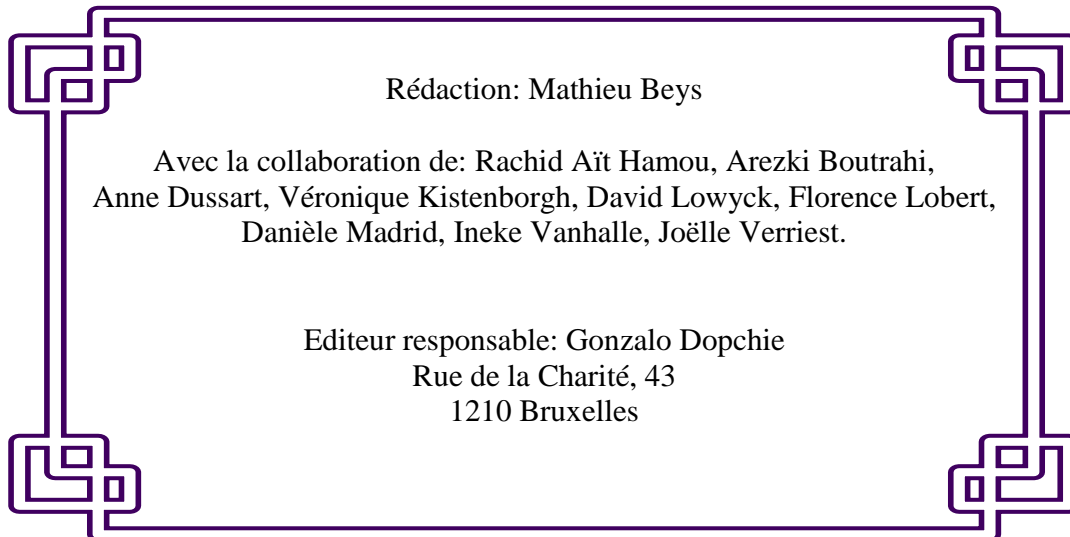 Rédaction: Mathieu Beys
Avec la collaboration de: Rachid Aït Hamou, Arezki Boutrahi,
Anne Dussart, Véronique Kistenborgh, David Lowyck, Florence Lobert,
Danièle Madrid, Ineke Vanhalle, Joëlle Verriest.
Editeur responsable: Gonzalo Dopchie
Rue de la Charité, 43
1210 Bruxelles